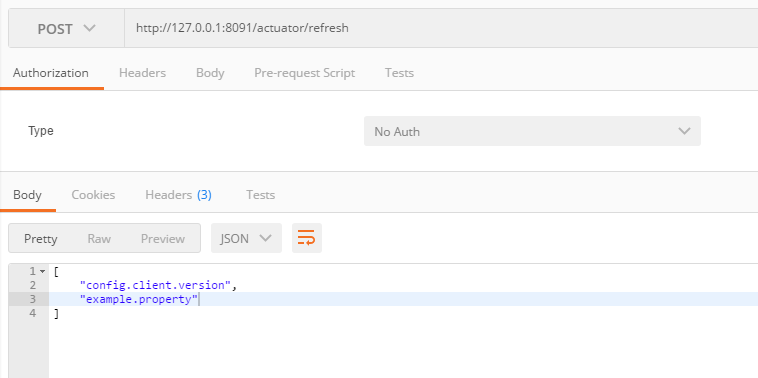 POST http://127.0.0.1:8091/actuator/refresh
Authorization Headers Body Pre-request Script Tests
Type No Auth
Body Cookies Headers (3) Tests
Pretty Raw Preview JSON
1 [
2 "config.client.version",
3 "example.property"
4 ]